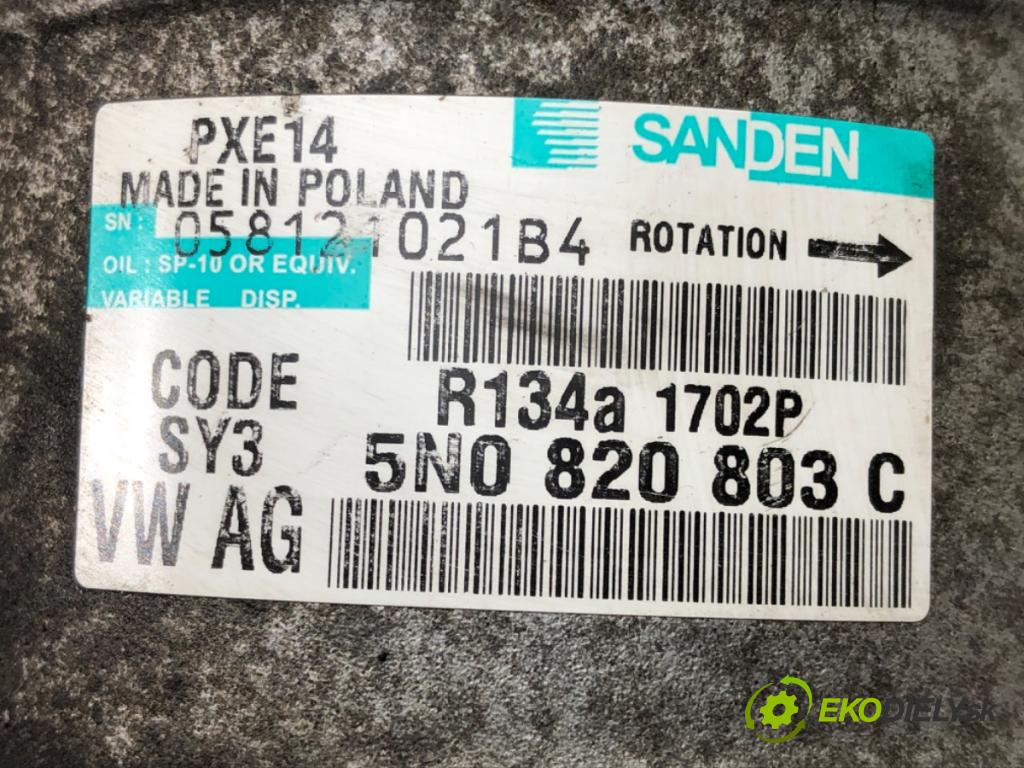 PXE14
SANDEN
MADE IN POLAND
SN : 058121021B4
ROTATION
OIL : SP-10 OR EQUIV.
VARIABLE DISP.
CODE
R134a 1702P
SY3
5N0 820 803 C
VW AG
EKODIELY.sk